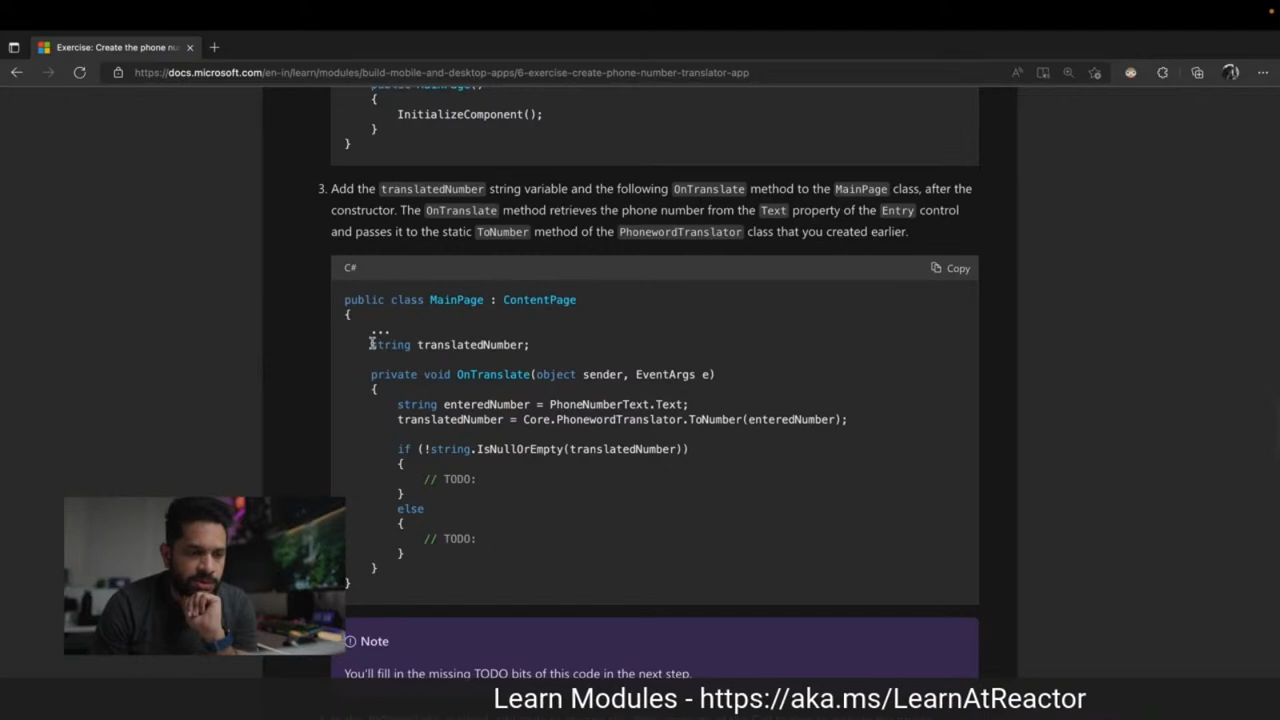 Exercise: Create the phone nu
https://docs.microsoft.com/en-in/learn/modules/build-mobile-and-desktop-apps/6-exercise-create-phone-number-translator-app
{
InitializeComponent();
}
}
3. Add the translatedNumber string variable and the following OnTranslate method to the MainPage class, after the
constructor. The OnTranslate method retrieves the phone number from the Text property of the Entry control
and passes it to the static ToNumber method of the PhonewordTranslator class that you created earlier.
C#
Copy
public class MainPage : ContentPage
{
...
string translatedNumber;
private void OnTranslate(object sender, EventArgs e)
{
string enteredNumber = PhoneNumberText.Text;
translatedNumber = Core.PhonewordTranslator.ToNumber(enteredNumber);
if (!string.IsNullOrEmpty(translatedNumber))
{
// TODO:
}
else
{
// TODO:
}
}
}
Note
You'll fill in the missing TODO bits of this code in the next step.
Learn Modules - https://aka.ms/LearnAtReactor